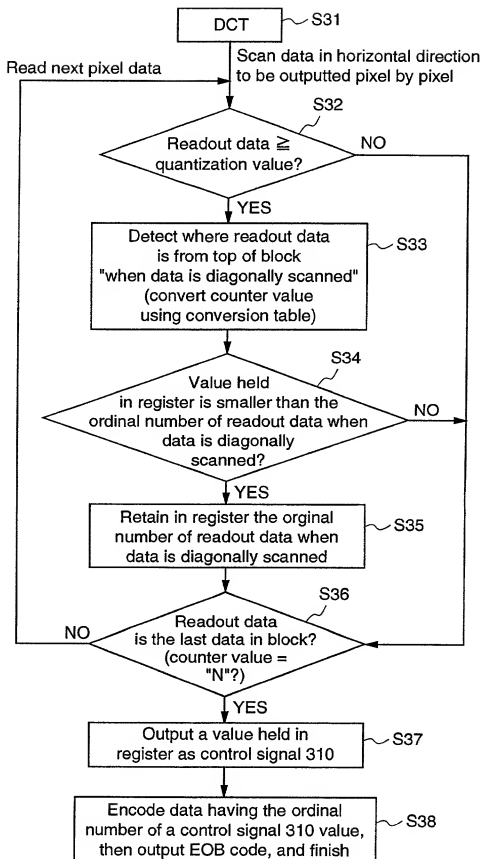 DCT
S31
Read next pixel data
Scan data in horizontal direction
to be outputted pixel by pixel
S32
Readout data ≧
quantization value?
NO
YES
Detect where readout data
is from top of block
"when data is diagonally scanned"
(convert counter value
using conversion table)
S33
S34
Value held
in register is smaller than the
ordinal number of readout data when
data is diagonally
scanned?
NO
YES
Retain in register the orginal
number of readout data when
data is diagonally scanned
S35
S36
Readout data
is the last data in block?
(counter value =
"N"?)
NO
YES
Output a value held in
register as control signal 310
S37
Encode data having the ordinal
number of a control signal 310 value,
then output EOB code, and finish
S38